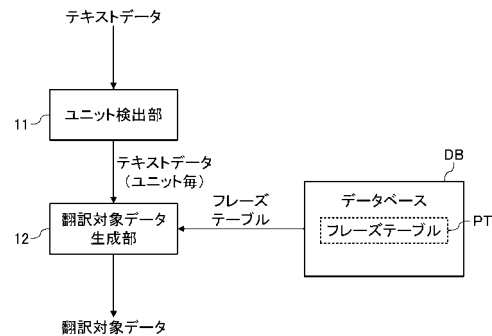 テキストデータ
ユニット検出部
11
テキストデータ
(ユニット毎)
DB
データベース
フレーズテーブル
PT
フレーズ
テーブル
翻訳対象データ
生成部
12
翻訳対象データ